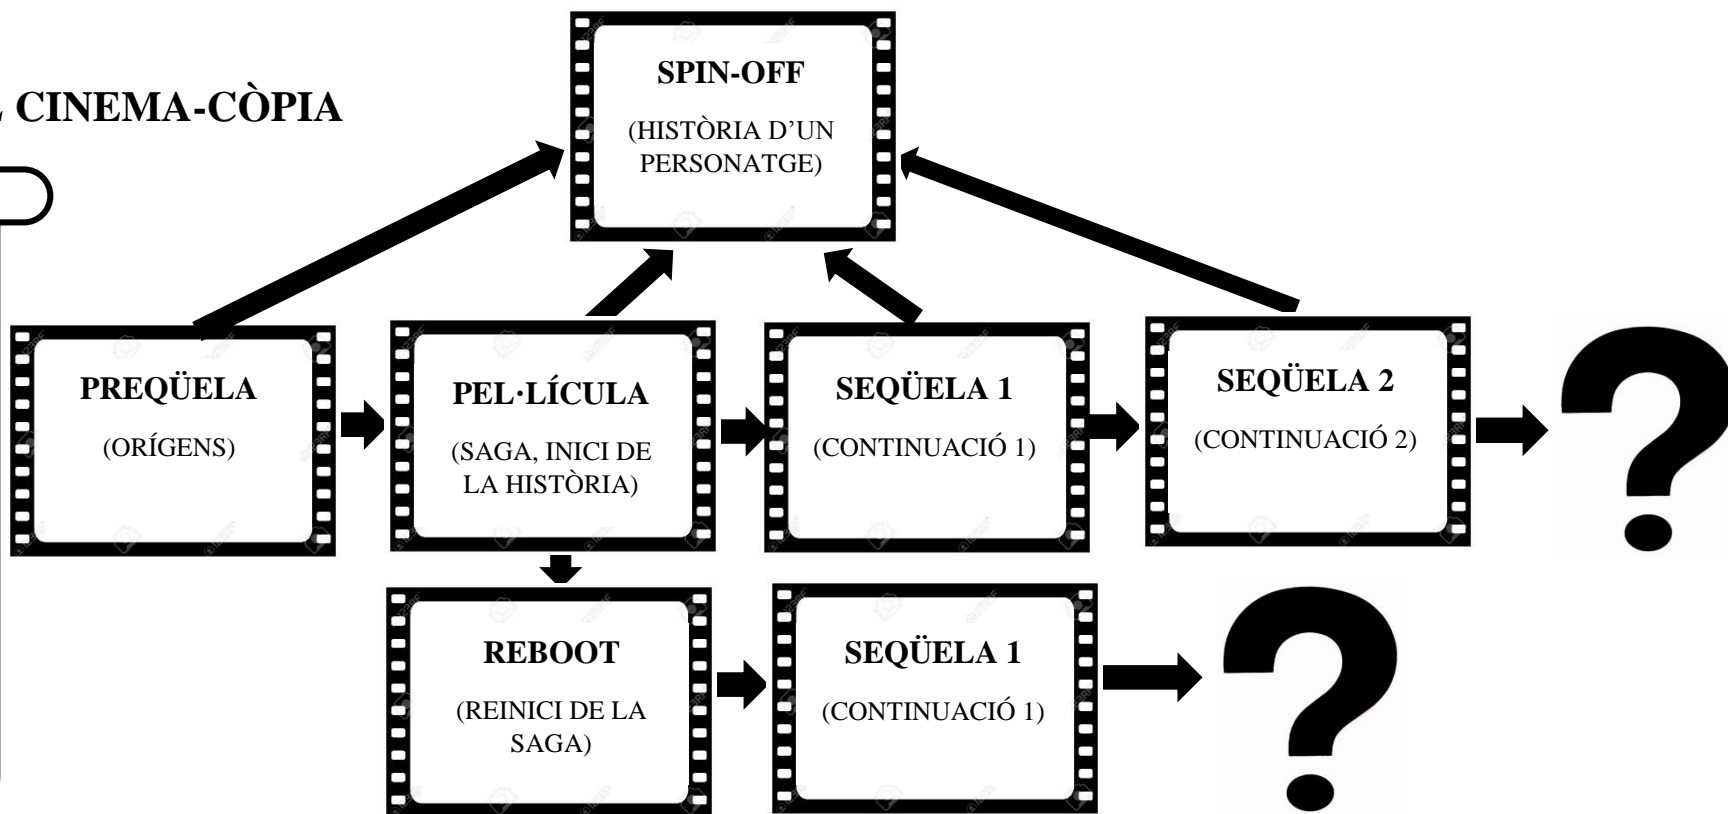 CINEMA-CÒPIA
SPIN-OFF
(HISTÒRIA D’UN
PERSONATGE)
PREQÜELA
(ORÍGENS)
PEL·LÍCULA
(SAGA, INICI DE
LA HISTÒRIA)
SEQÜELA 1
(CONTINUACIÓ 1)
SEQÜELA 2
(CONTINUACIÓ 2)
?
REBOOT
(REINICI DE LA
SAGA)
SEQÜELA 1
(CONTINUACIÓ 1)
?